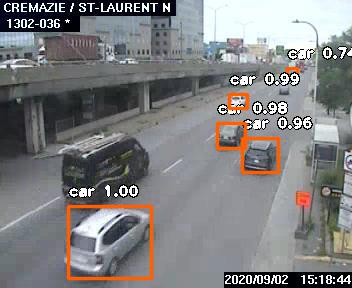 CREMAZIE / ST-LAURENT N
1302-036 *
car 0.74
car 0.99
car 0.98
car 0.96
car 1.00
2020/09/02 15:18:44